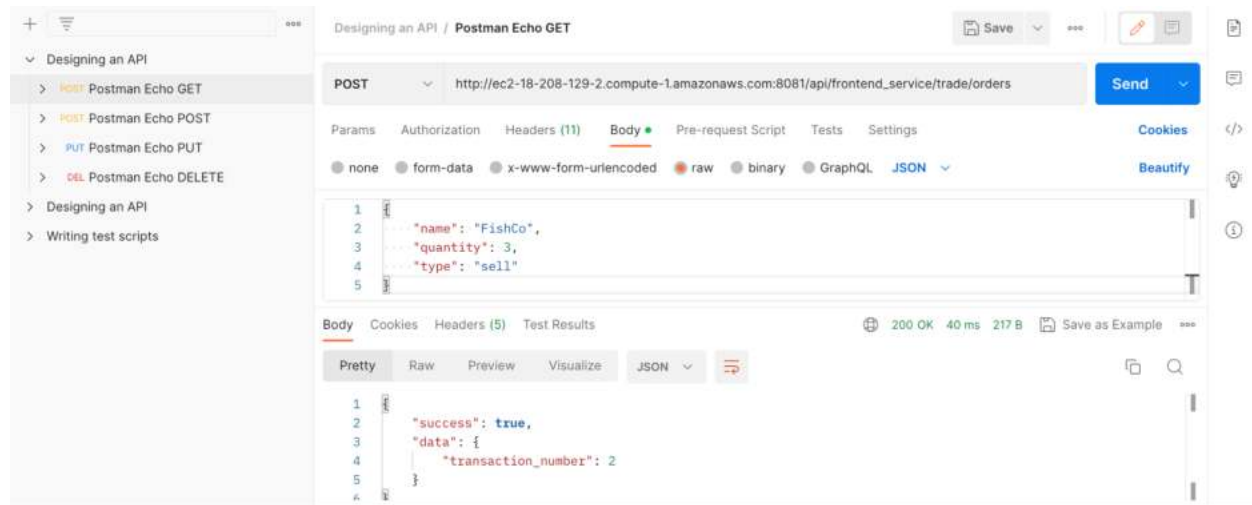 Designing an API / Postman Echo GET
Save
Designing an API
POST Postman Echo GET
POST Postman Echo POST
PUT Postman Echo PUT
DEL Postman Echo DELETE
Designing an API
Writing test scripts
POST http://ec2-18-208-129-2.compute-1.amazonaws.com:8081/api/frontend_service/trade/orders Send
Params Authorization Headers (11) Body Pre-request Script Tests Settings Cookies
none form-data x-www-form-urlencoded raw binary GraphQL JSON Beautify
1 {
2 "name": "FishCo",
3 "quantity": 3,
4 "type": "sell"
5 }
Body Cookies Headers (5) Test Results 200 OK 40 ms 217 B Save as Example
Pretty Raw Preview Visualize JSON
1 {
2 "success": true,
3 "data": {
4 "transaction_number": 2
5 }
6 }